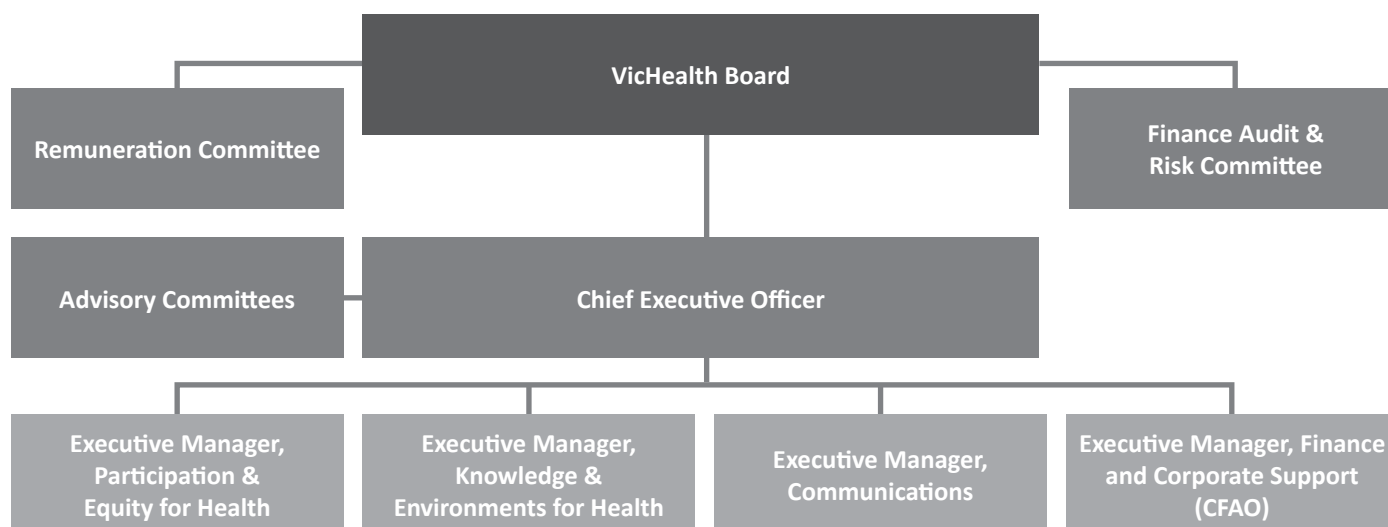 VicHealth Board
Remuneration Committee
Finance Audit &
Risk Committee
Advisory Committees
Chief Executive Officer
Executive Manager,
Participation &
Equity for Health
Executive Manager,
Knowledge &
Environments for Health
Executive Manager,
Communications
Executive Manager, Finance
and Corporate Support
(CFAO)